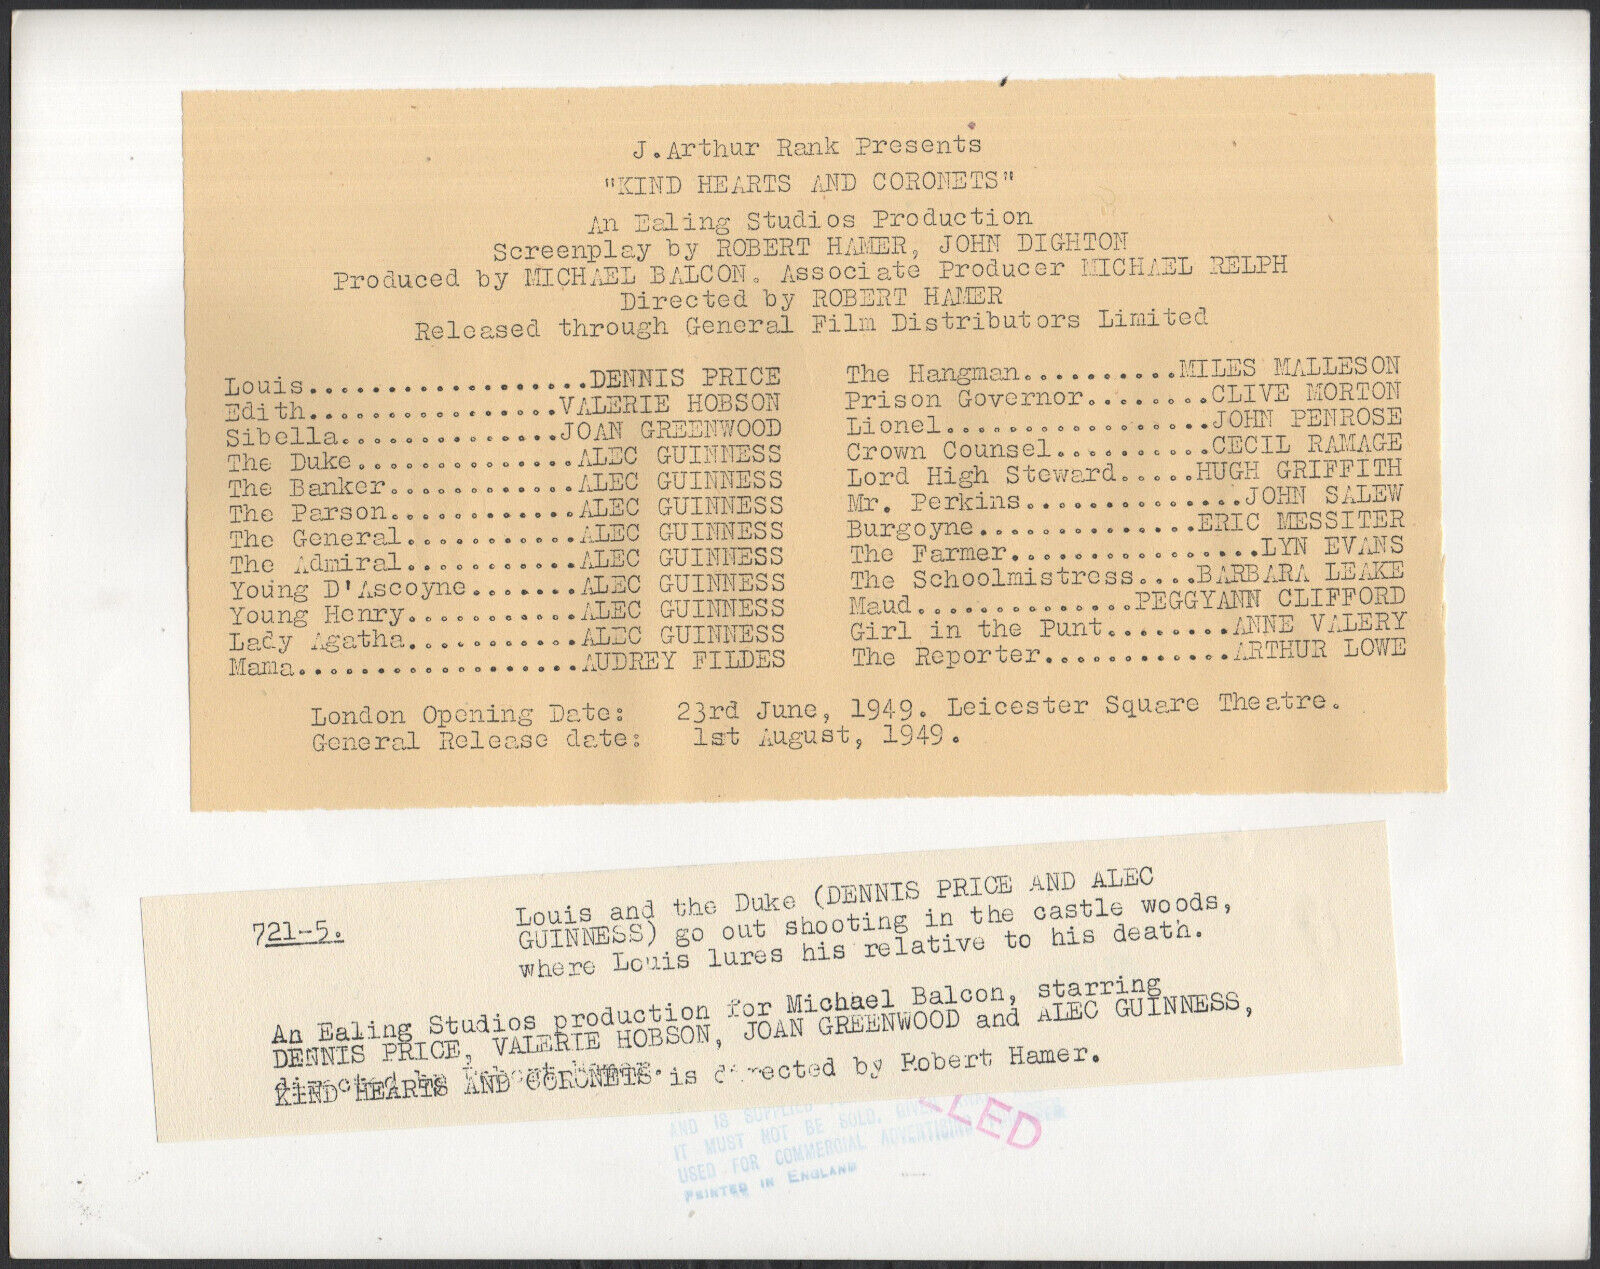 J.Arthur Rank Presents
"KIND HEARTS AND CORONETS"
An Ealing Studios Production
Screenplay by ROBERT HAMER, JOHN DIGHTON
Produced by MICHAEL BALCON. Associate Producer MICHAEL RELPH
Directed by ROBERT HAMER
Released through General Film Distributors Limited
Louis..................DENNIS PRICE
Edith................VALERIE HOBSON
Sibella..............JOAN GREENWOOD
The Duke..............ALEC GUINNESS
The Banker............ALEC GUINNESS
The Parson............ALEC GUINNESS
The General...........ALEC GUINNESS
The Admiral...........ALEC GUINNESS
Young D'Ascoyne.......ALEC GUINNESS
Young Henry...........ALEC GUINNESS
Lady Agatha...........ALEC GUINNESS
Mama..................AUDREY FILDES
The Hangman..........MILES MALLESON
Prison Governor........CLIVE MORTON
Lionel.................JOHN PENROSE
Crown Counsel..........CECIL RAMAGE
Lord High Steward.....HUGH GRIFFITH
Mr. Perkins..............JOHN SALEW
Burgoyne..............ERIC MESSITER
The Farmer................LYN EVANS
The Schoolmistress....BARBARA LEAKE
Maud..............PEGGYANN CLIFFORD
Girl in the Punt........ANNE VALERY
The Reporter............ARTHUR LOWE
London Opening Date: 23rd June, 1949. Leicester Square Theatre.
General Release date: 1st August, 1949.
721-5.
Louis and the Duke (DENNIS PRICE AND ALEC
GUINNESS) go out shooting in the castle woods,
where Louis lures his relative to his death.
An Ealing Studios production for Michael Balcon, starring
DENNIS PRICE, VALERIE HOBSON, JOAN GREENWOOD and ALEC GUINNESS,
directed by Robert Hamer.
KIND HEARTS AND CORONETS is directed by Robert Hamer.
AND IS SUPPLIED
IT MUST NOT BE SOLD,
USED FOR COMMERCIAL ADVERTISING
PRINTED IN ENGLAND